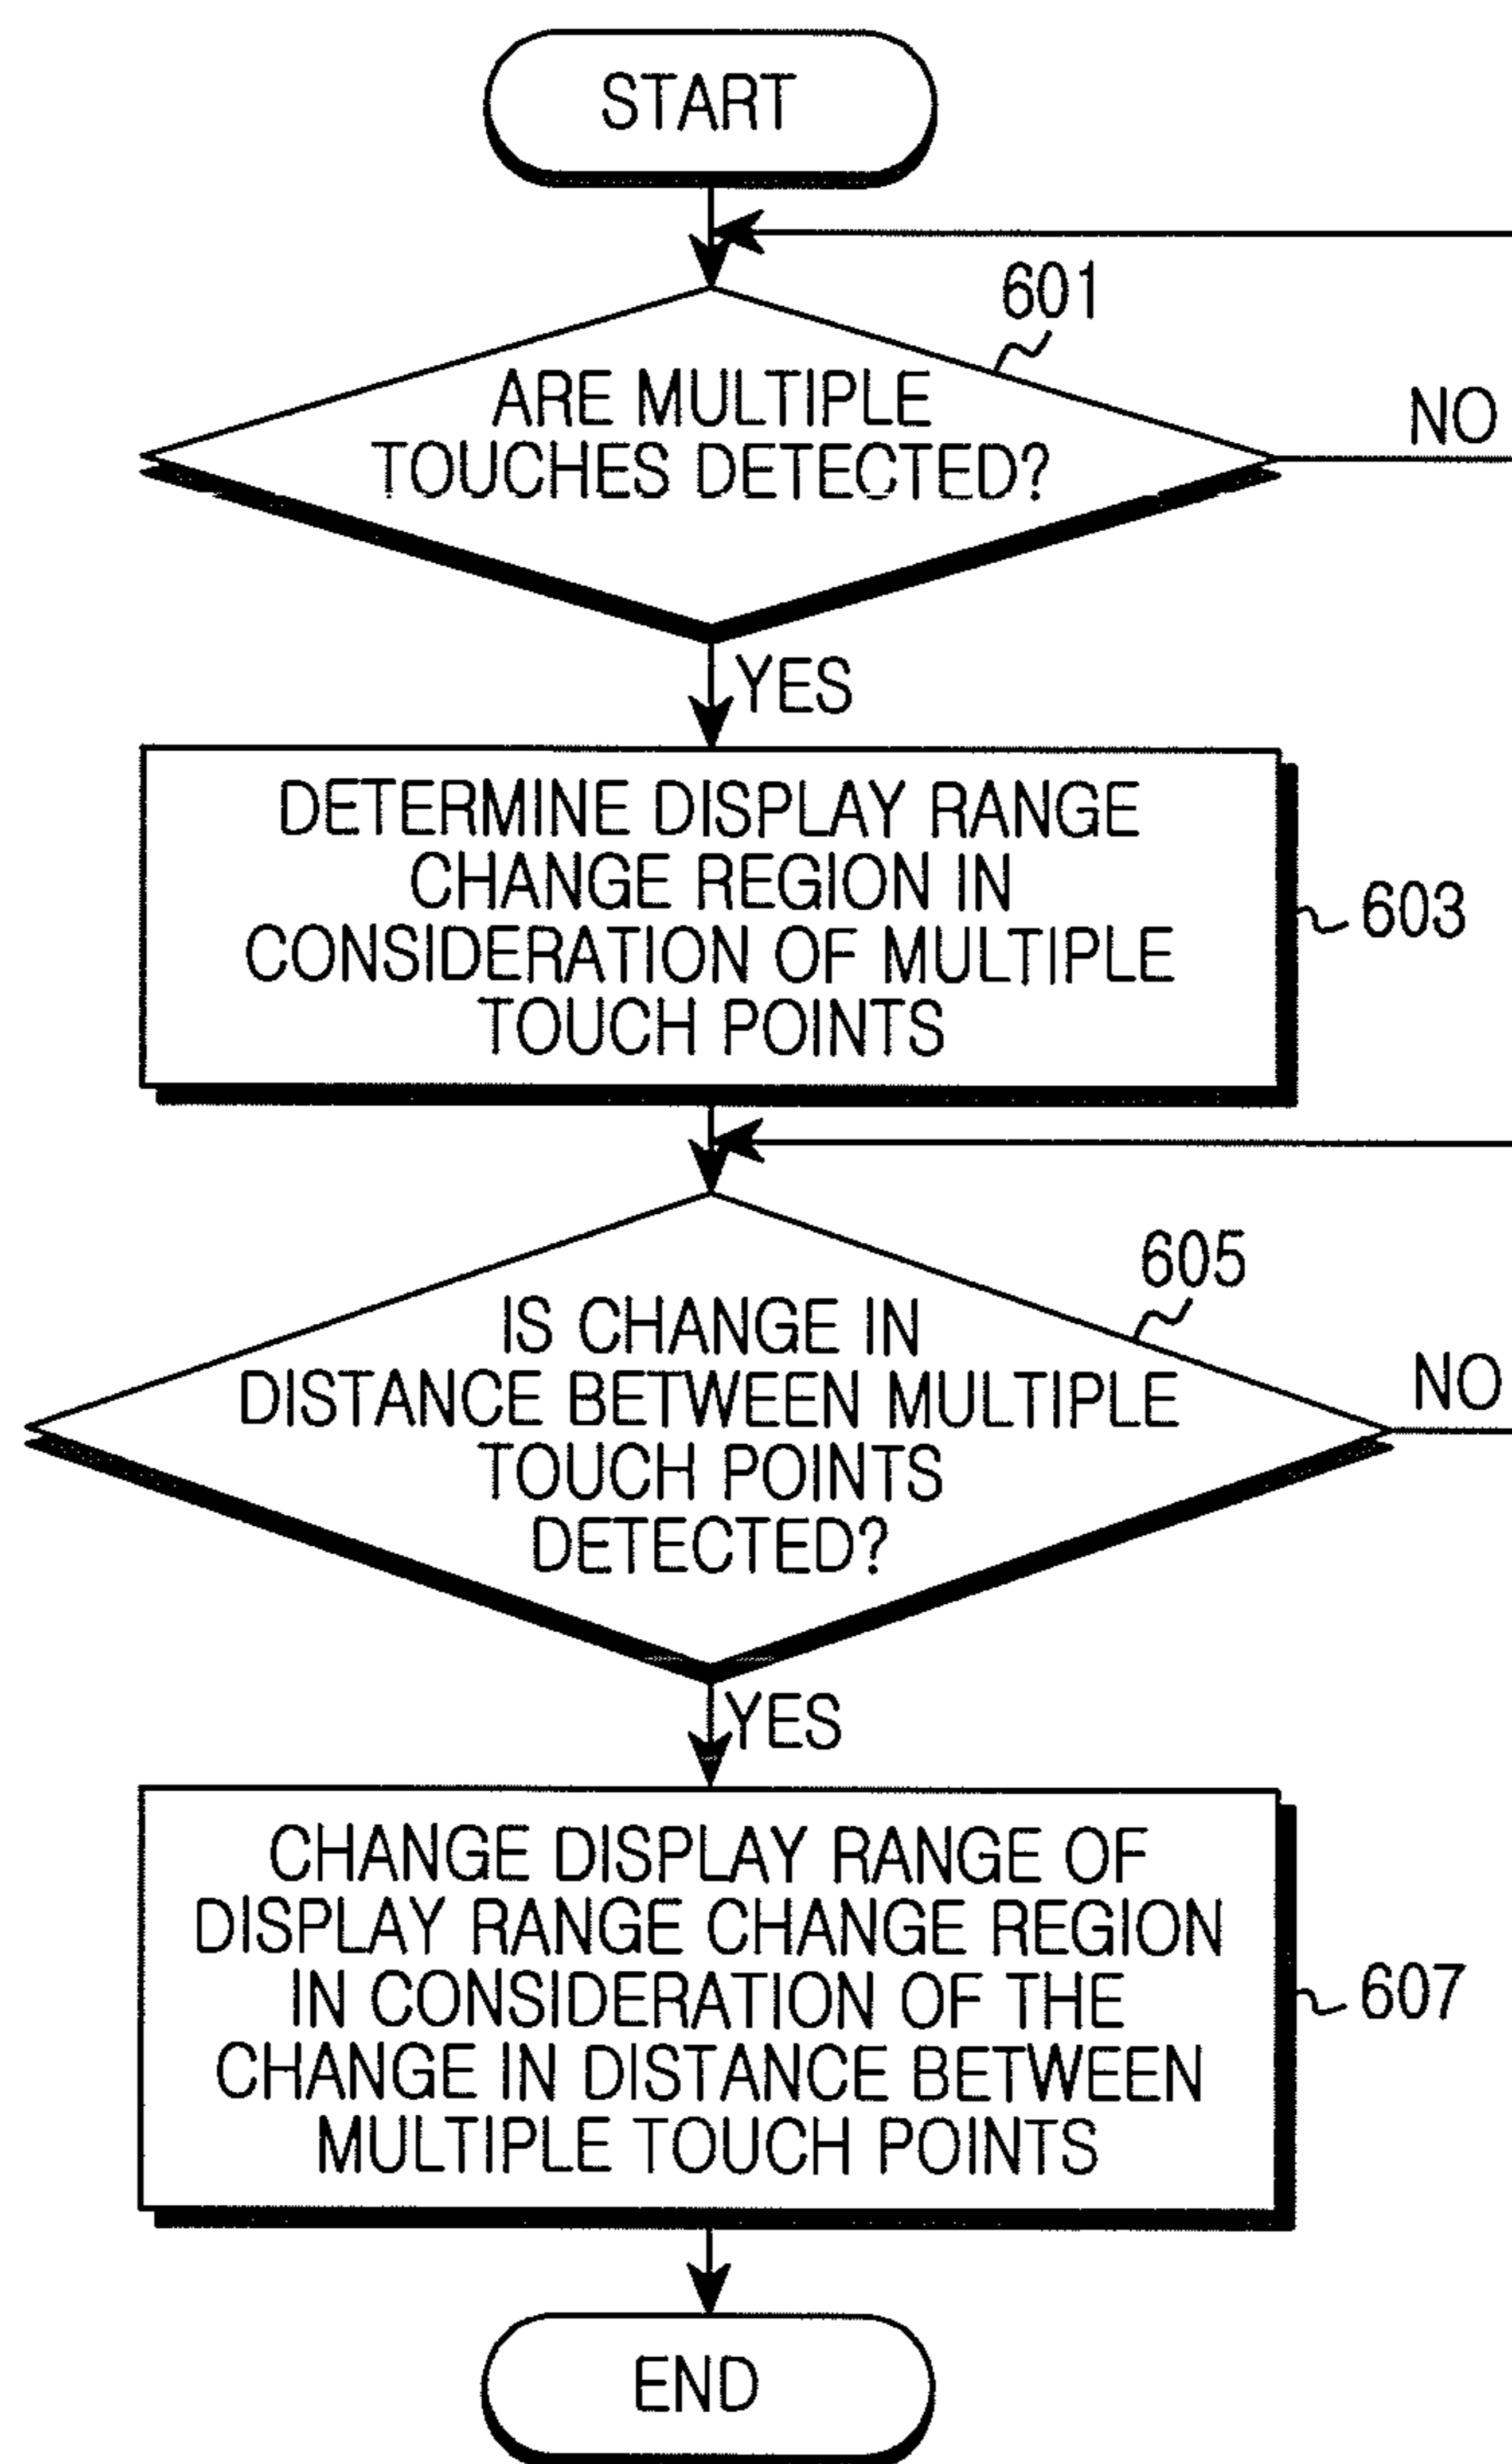 START
601
ARE MULTIPLE
TOUCHES DETECTED?
NO
YES
DETERMINE DISPLAY RANGE
CHANGE REGION IN
CONSIDERATION OF MULTIPLE
TOUCH POINTS
603
605
IS CHANGE IN
DISTANCE BETWEEN MULTIPLE
TOUCH POINTS
DETECTED?
NO
YES
CHANGE DISPLAY RANGE OF
DISPLAY RANGE CHANGE REGION
IN CONSIDERATION OF THE
CHANGE IN DISTANCE BETWEEN
MULTIPLE TOUCH POINTS
607
END